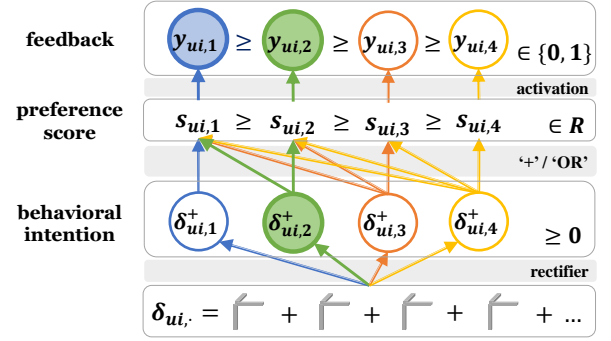 feedback y_{ui,1} ≥ y_{ui,2} ≥ y_{ui,3} ≥ y_{ui,4} ∈ {0, 1}
activation
preference score s_{ui,1} ≥ s_{ui,2} ≥ s_{ui,3} ≥ s_{ui,4} ∈ R
'+' / 'OR'
behavioral intention δ^+_{ui,1} δ^+_{ui,2} δ^+_{ui,3} δ^+_{ui,4} ≥ 0
rectifier
δ_{ui,·} = + + + + ...